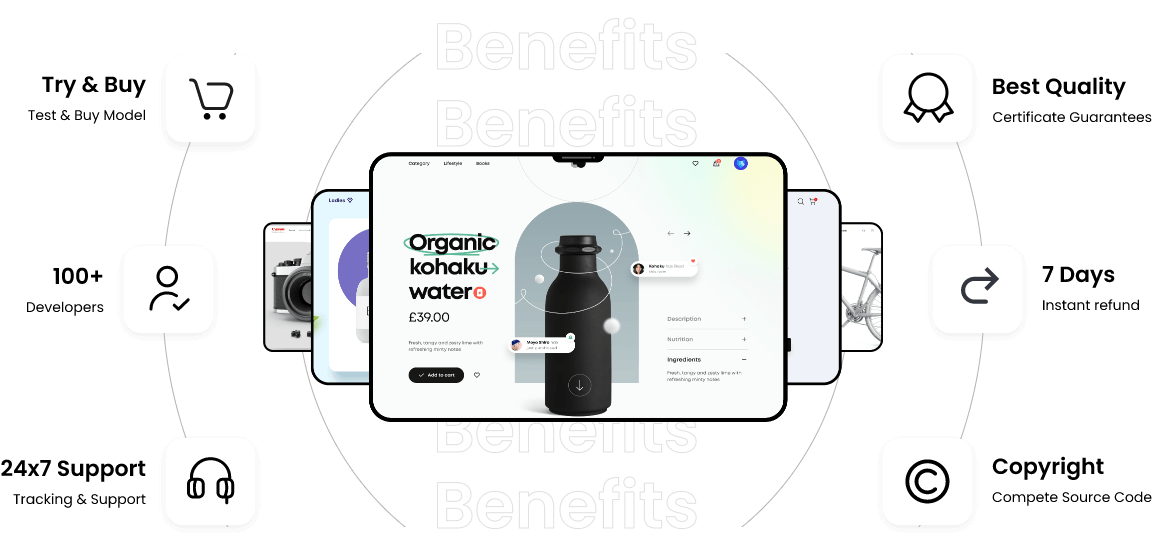 Benefits
Benefits
Try & Buy
Test & Buy Model
100+
Developers
24x7 Support
Tracking & Support
Canon
Ladies
Category Lifestyle Books
Organic
kohaku
water
£39.00
Fresh, tangy and zesty lime with
refreshing minty notes
Add to cart
Kohaku
Description +
Nutrition +
Ingredients −
Fresh, tangy and zesty lime with
refreshing minty notes
Best Quality
Certificate Guarantees
7 Days
Instant refund
Copyright
Compete Source Code
Benefits
Benefits